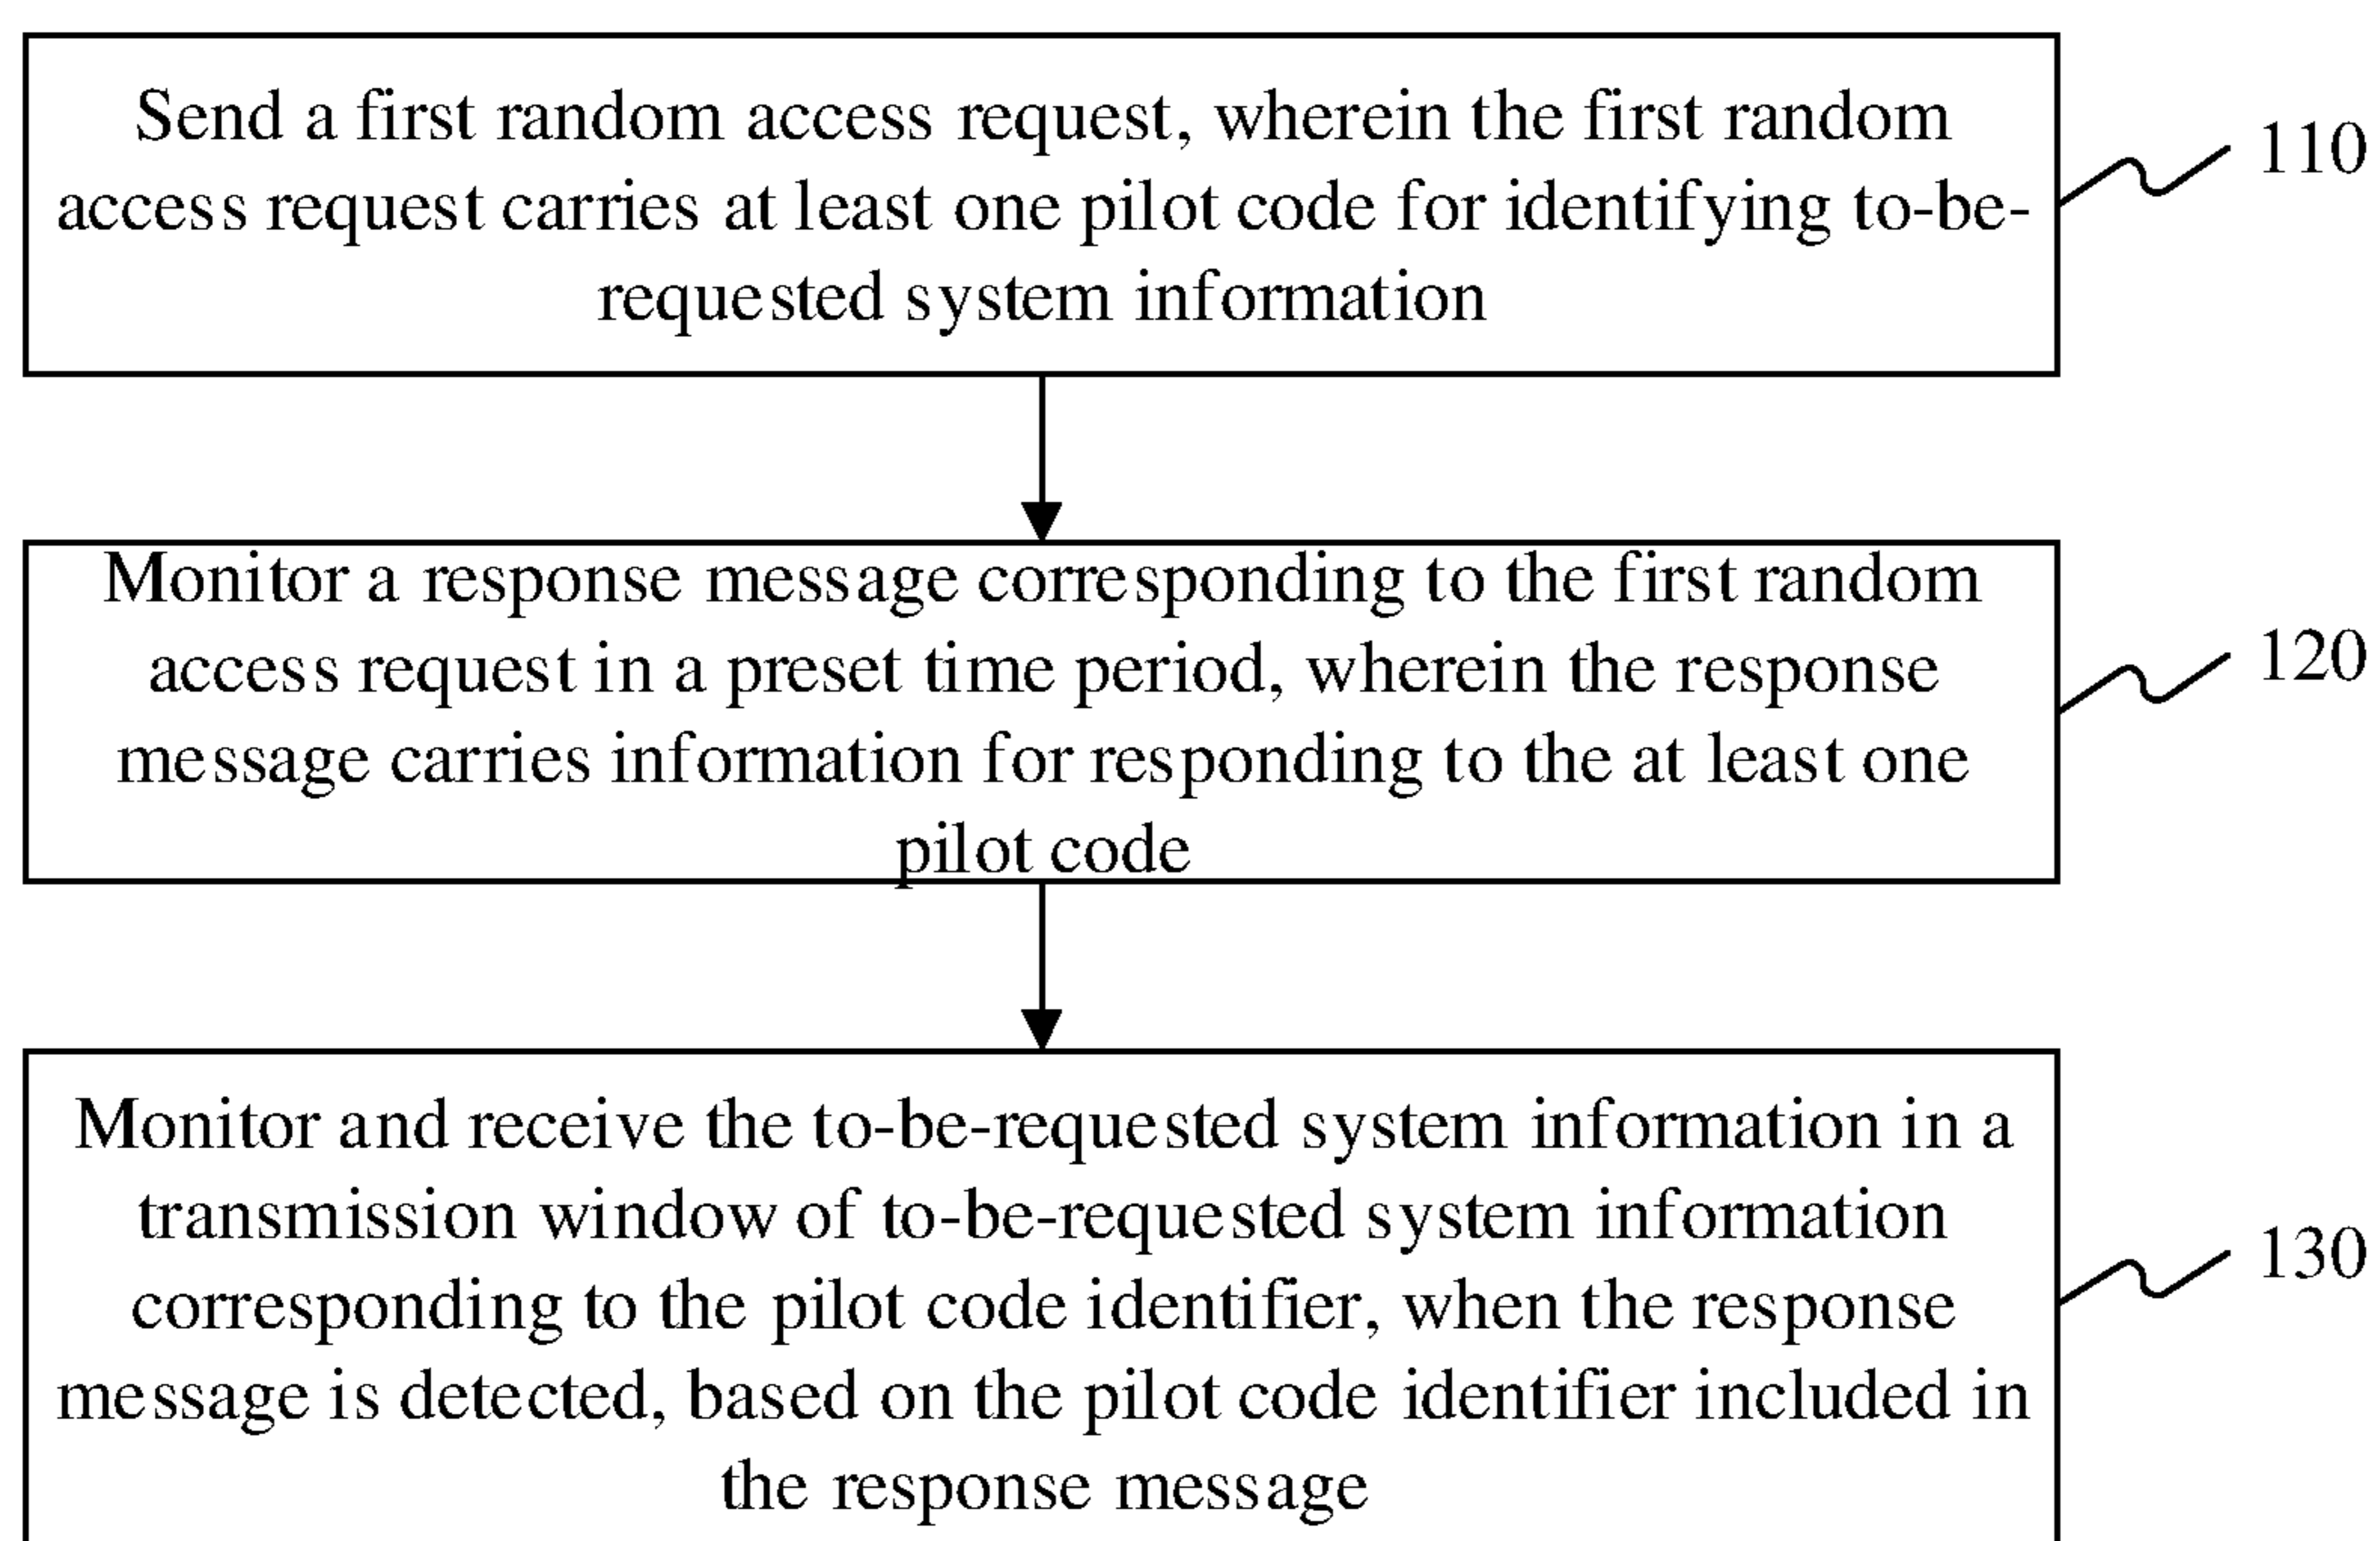 Send a first random access request, wherein the first random
access request carries at least one pilot code for identifying to-be-
requested system information
110
Monitor a response message corresponding to the first random
access request in a preset time period, wherein the response
message carries information for responding to the at least one
pilot code
120
Monitor and receive the to-be-requested system information in a
transmission window of to-be-requested system information
corresponding to the pilot code identifier, when the response
message is detected, based on the pilot code identifier included in
the response message
130